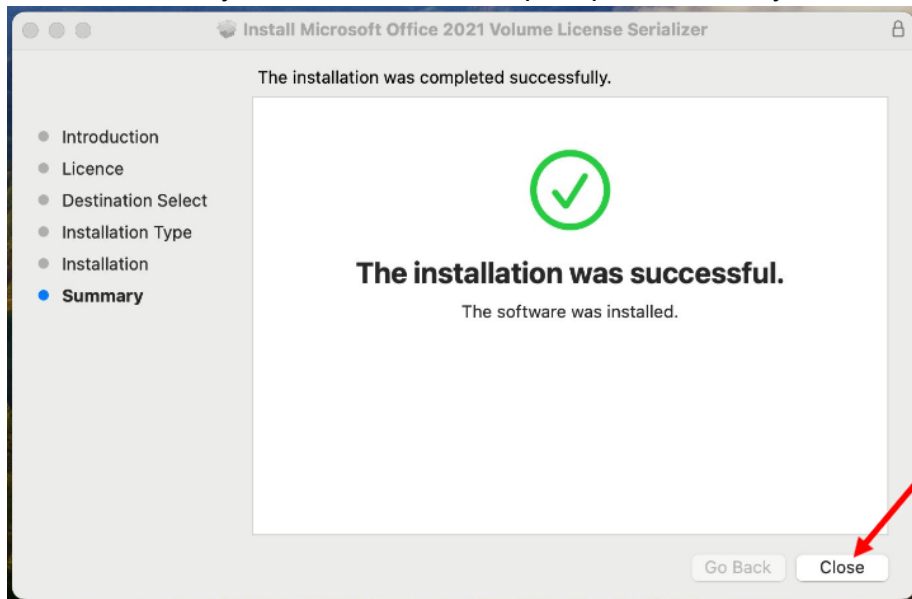 Install Microsoft Office 2021 Volume License Serializer
The installation was completed successfully.
Introduction
Licence
Destination Select
Installation Type
Installation
Summary
The installation was successful.
The software was installed.
Go Back
Close